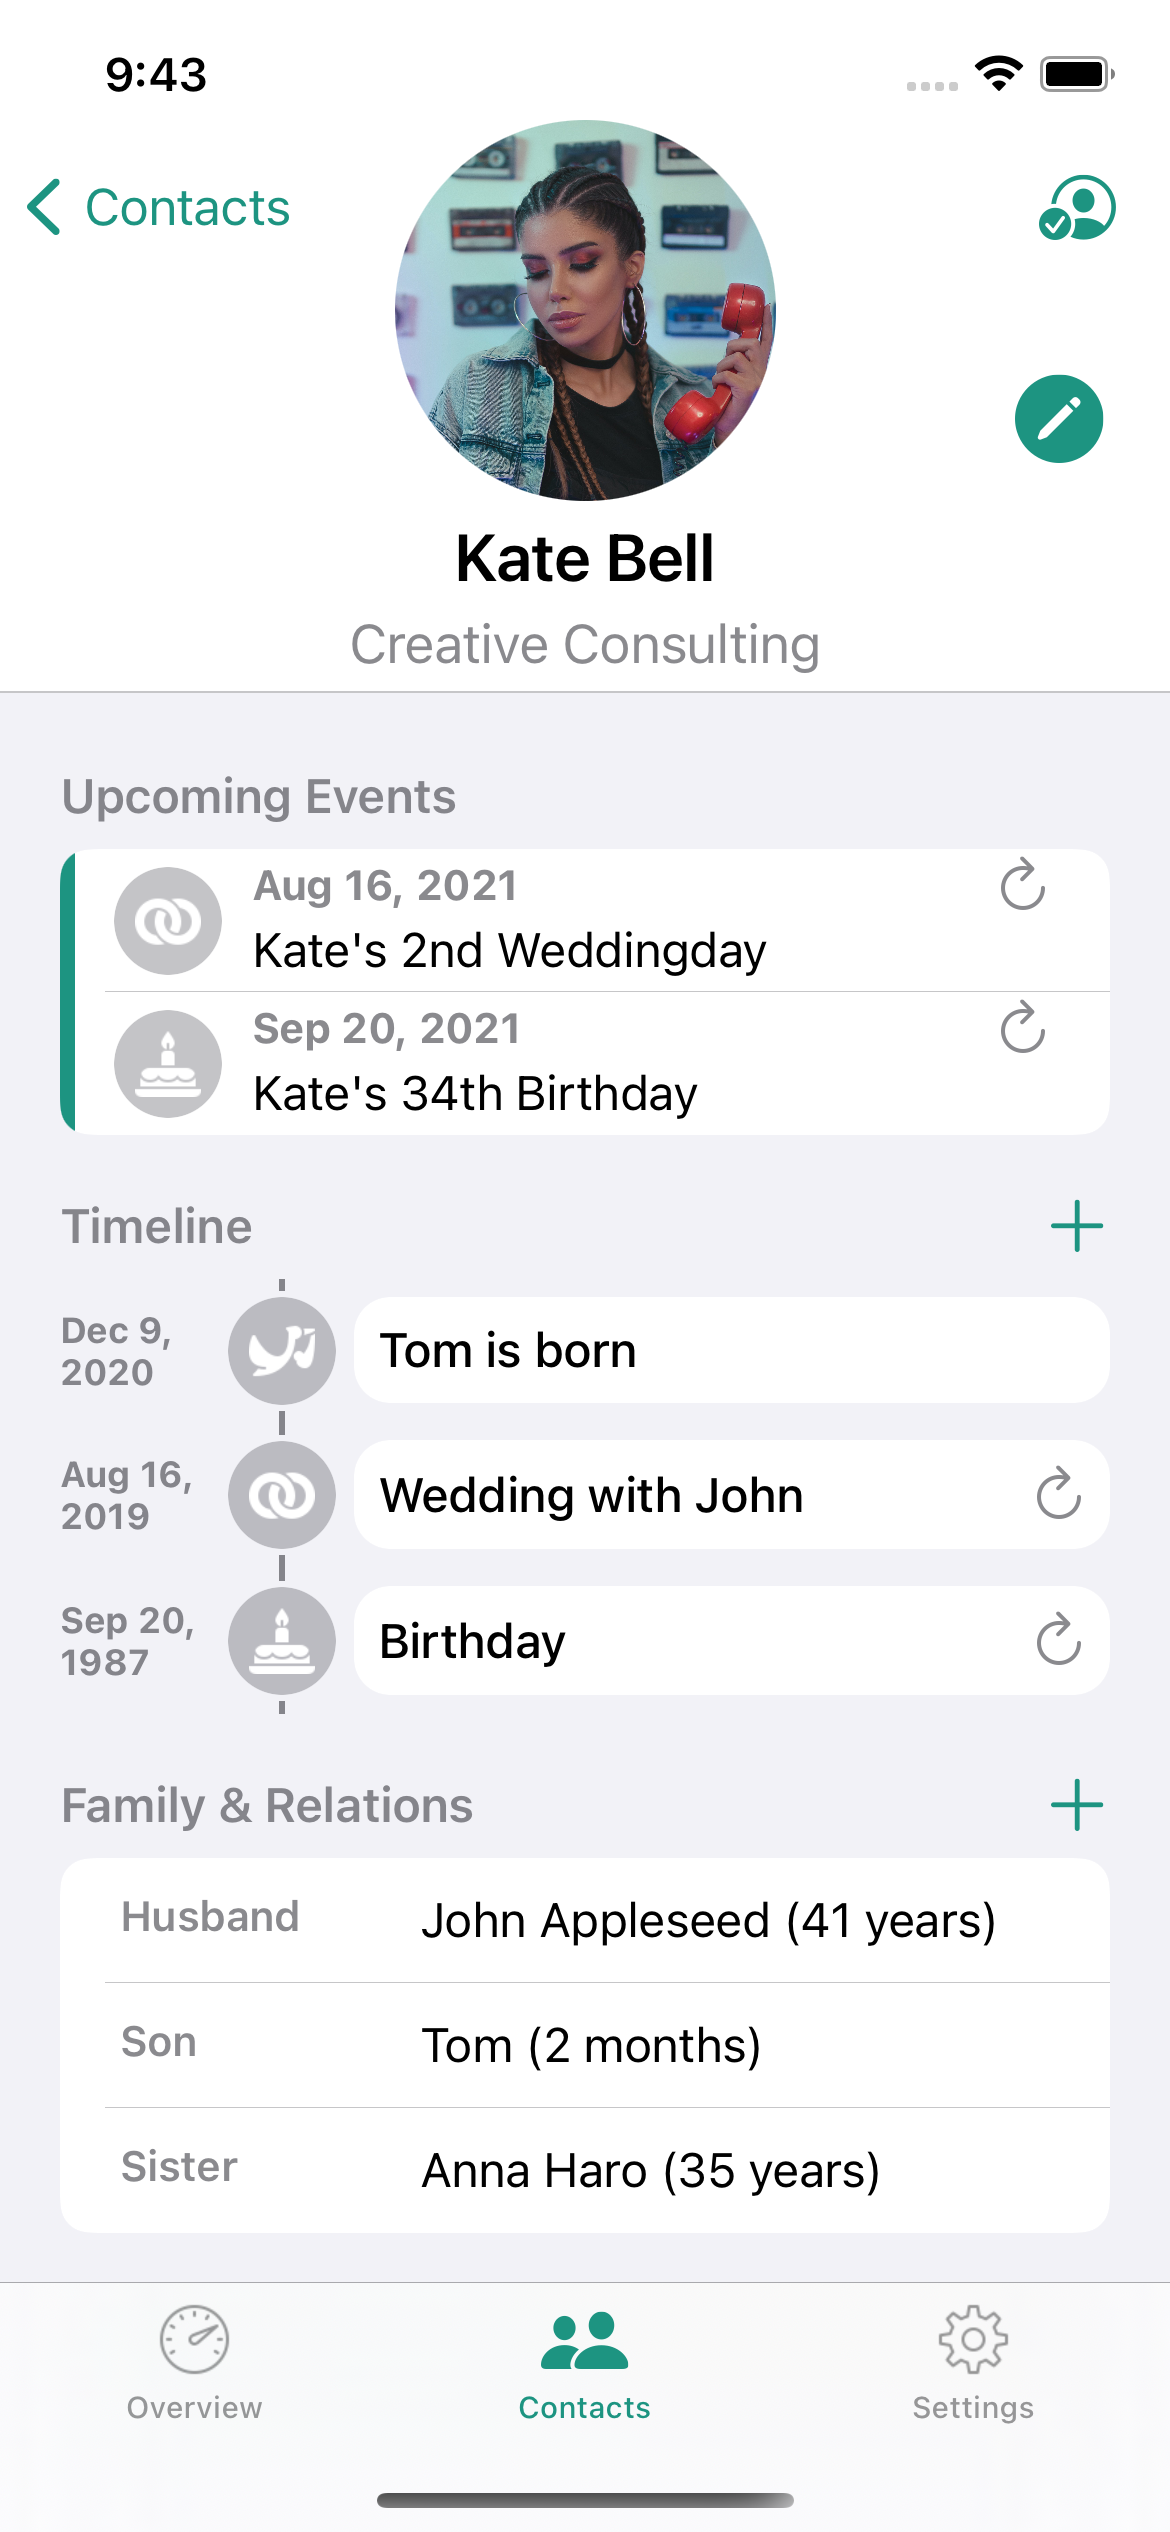 9:43
Contacts
Kate Bell
Creative Consulting
Upcoming Events
Aug 16, 2021
Kate's 2nd Weddingday
Sep 20, 2021
Kate's 34th Birthday
Timeline
Dec 9,
2020
Tom is born
Aug 16,
2019
Wedding with John
Sep 20,
1987
Birthday
Family & Relations
Husband John Appleseed (41 years)
Son Tom (2 months)
Sister Anna Haro (35 years)
Overview Contacts Settings